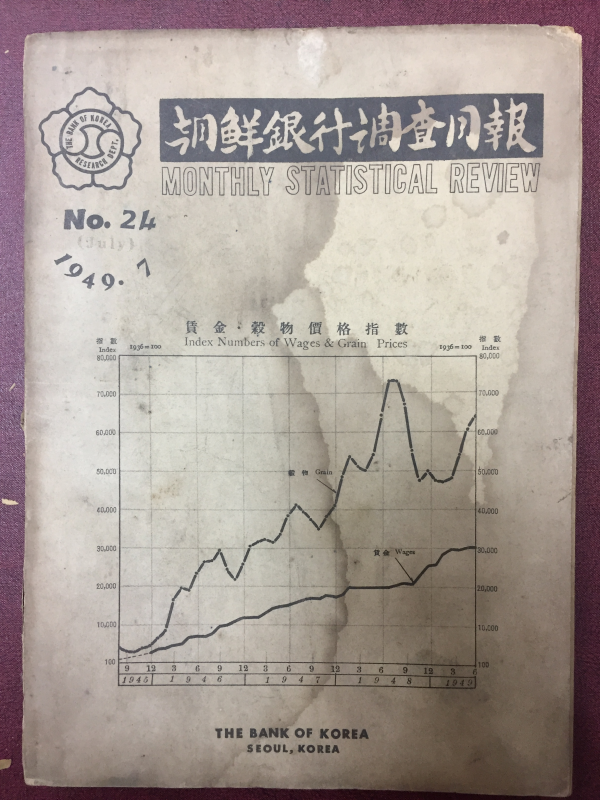 THE BANK OF KOREA
RESEARCH DEPT.
朝鮮銀行調査月報
MONTHLY STATISTICAL REVIEW
No. 24
(July)
1949. 7
賃金・穀物價格指數
Index Numbers of Wages & Grain Prices
指數 1936=100 1936=100 指數
Index Index
80,000 80,000
70,000 70,000
60,000 60,000
50,000 50,000
穀物 Grain
40,000 40,000
30,000 30,000
賃金 Wages
20,000 20,000
10,000 10,000
100 100
9 12 3 6 9 12 3 6 9 12 3 6 9 12 3 6
1945 1946 1947 1948 1949
THE BANK OF KOREA
SEOUL, KOREA